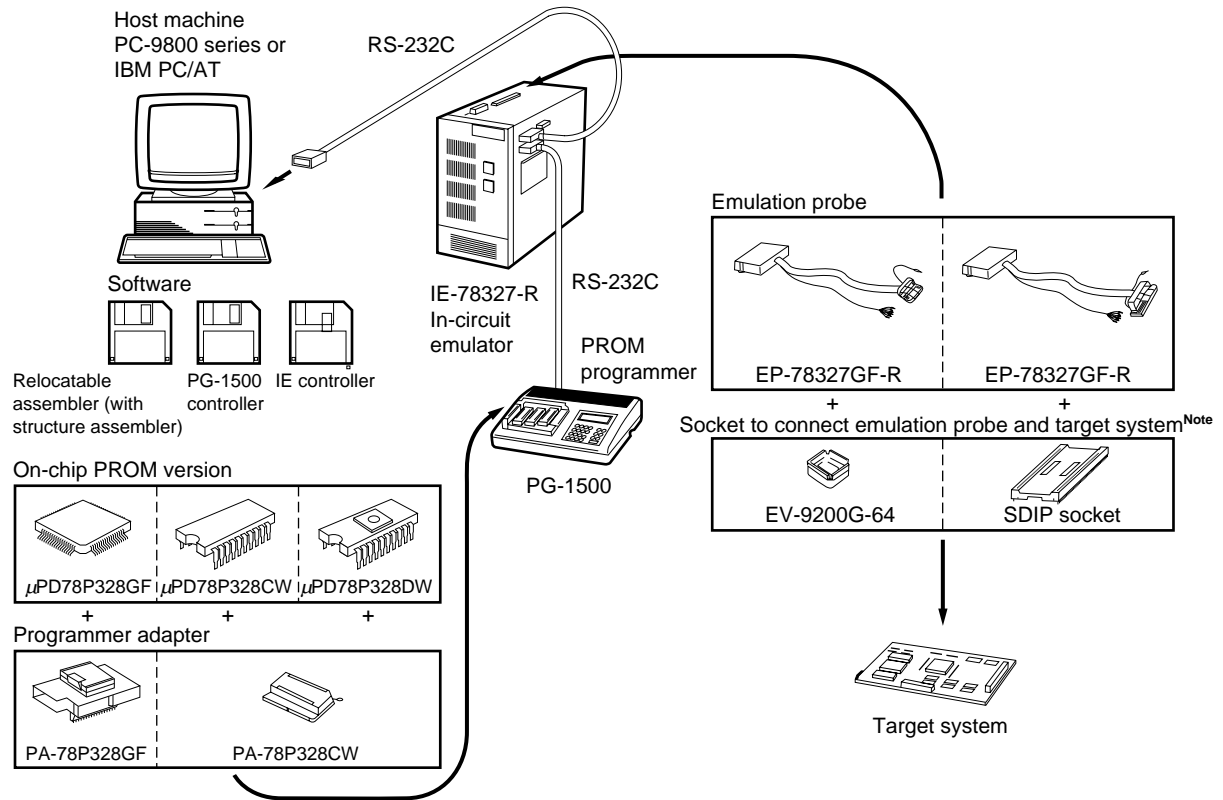 Host machine
PC-9800 series or
IBM PC/AT
RS-232C
Software
Relocatable
assembler (with
structure assembler)
PG-1500
controller
IE controller
IE-78327-R
In-circuit
emulator
RS-232C
PROM
programmer
PG-1500
Emulation probe
EP-78327GF-R
EP-78327GF-R
+
+
Socket to connect emulation probe and target systemNote
EV-9200G-64
SDIP socket
Target system
On-chip PROM version
μPD78P328GF
μPD78P328CW
μPD78P328DW
+
+
+
Programmer adapter
PA-78P328GF
PA-78P328CW